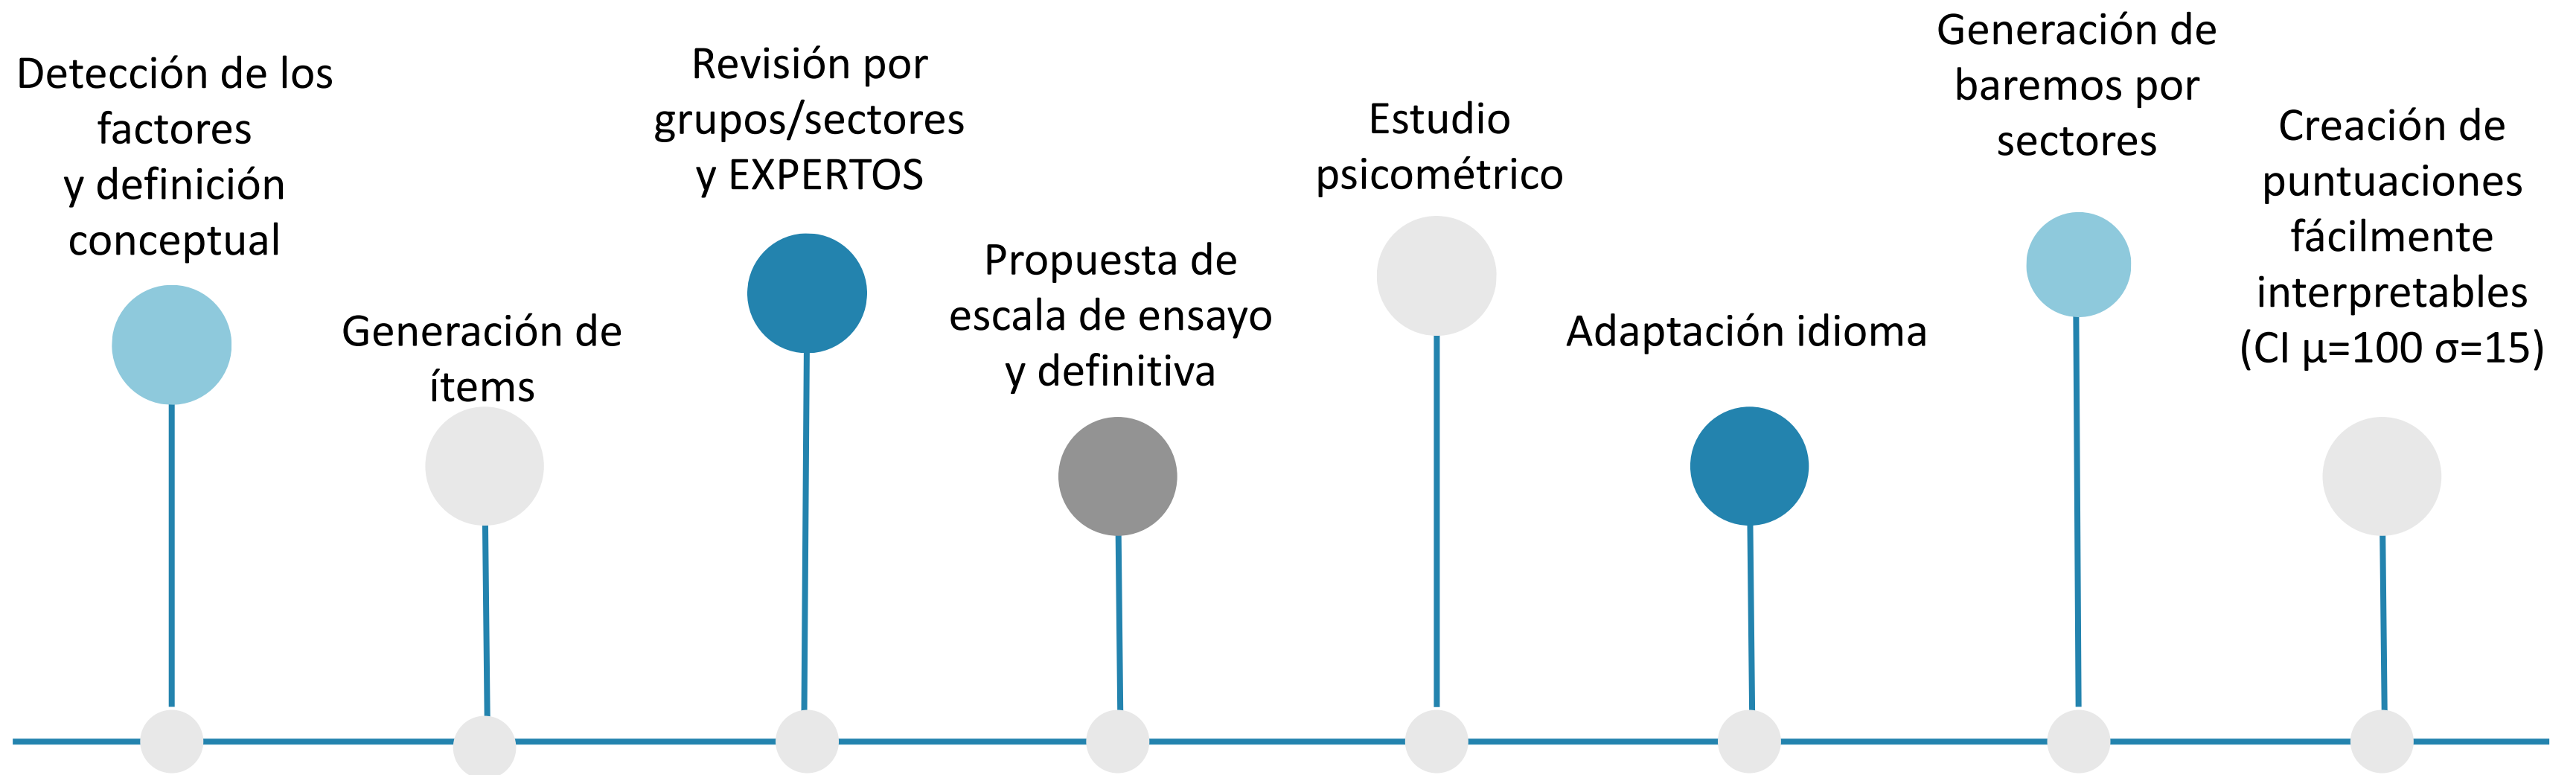 Detección de los
factores
y definición
conceptual
Generación de
ítems
Revisión por
grupos/sectores
y EXPERTOS
Propuesta de
escala de ensayo
y definitiva
Estudio
psicométrico
Adaptación idioma
Generación de
baremos por
sectores
Creación de
puntuaciones
fácilmente
interpretables
(CI μ=100 σ=15)